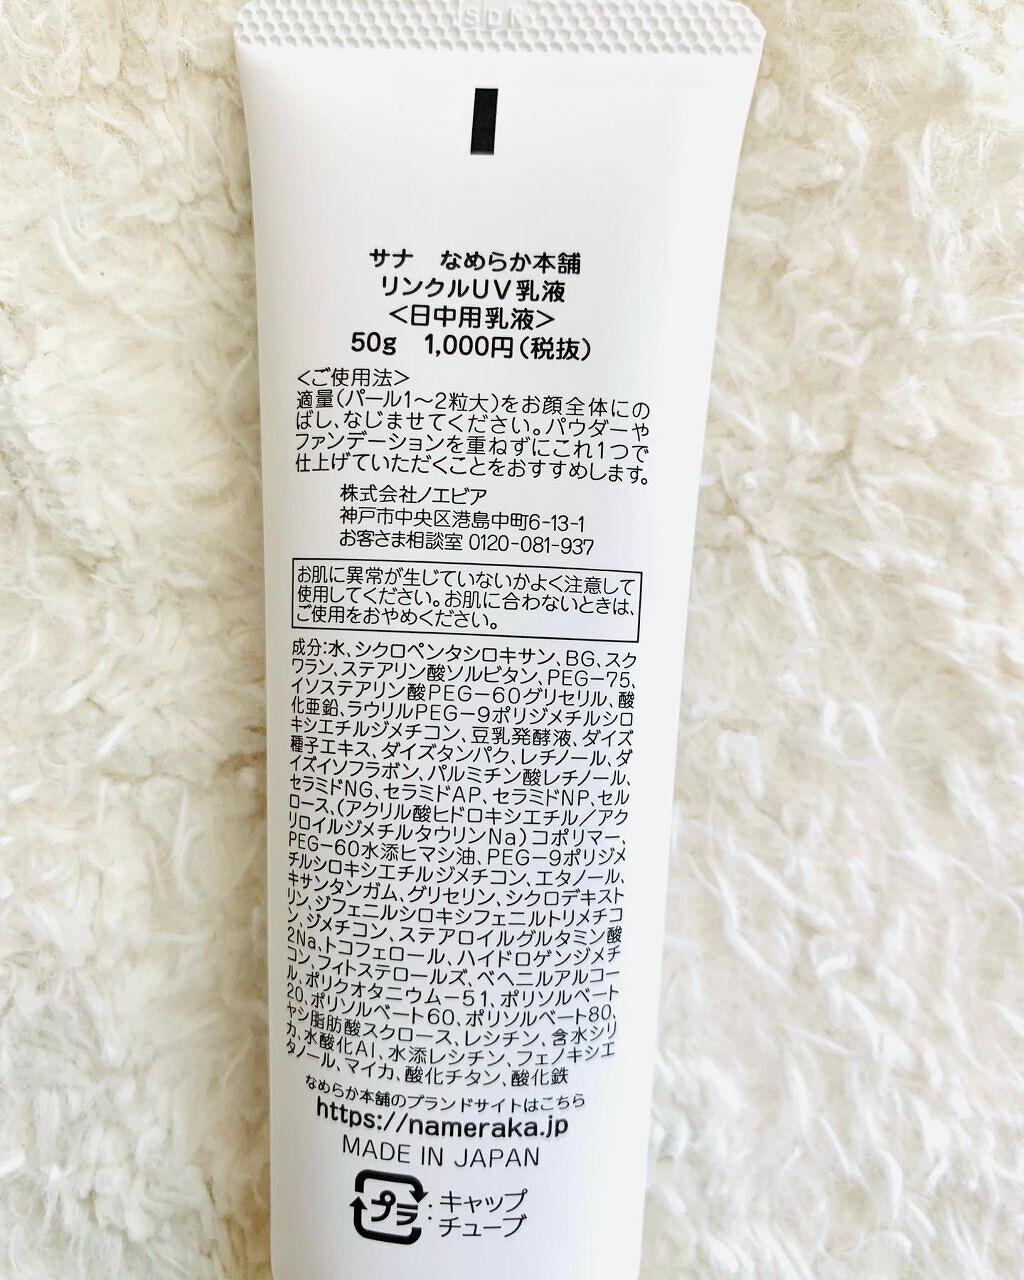 サナ なめらか本舗
リンクルUV乳液
<日中用乳液>
50g 1,000円(税抜)
<ご使用法>
適量(パール1~2粒大)をお顔全体にの
ばし、なじませてください。パウダーや
ファンデーションを重ねずにこれ1つで
仕上げていただくことをおすすめします。
株式会社ノエビア
神戸市中央区港島中町6-13-1
お客さま相談室 0120-081-937
お肌に異常が生じていないかよく注意して
使用してください。お肌に合わないときは、
ご使用をおやめください。
成分:水、シクロペンタシロキサン、BG、スク
ワラン、ステアリン酸ソルビタン、PEG-75、
イソステアリン酸PEG-60グリセリル、酸
化亜鉛、ラウリルPEG-9ポリジメチルシロ
キシエチルジメチコン、豆乳発酵液、ダイズ
種子エキス、ダイズタンパク、レチノール、ダ
イズイソフラボン、パルミチン酸レチノール、
セラミドNG、セラミドAP、セラミドNP、セル
ロース、(アクリル酸ヒドロキシエチル/アク
リロイルジメチルタウリンNa)コポリマー、
PEG-60水添ヒマシ油、PEG-9ポリジメ
チルシロキシエチルジメチコン、エタノール、
キサンタンガム、グリセリン、シクロデキスト
リン、ジフェニルシロキシフェニルトリメチコ
ン、ジメチコン、ステアロイルグルタミン酸
2Na、トコフェロール、ハイドロゲンジメチ
コン、フィトステロールズ、ベヘニルアルコー
ル、ポリクオタニウム-51、ポリソルベート
20、ポリソルベート60、ポリソルベート80、
ヤシ脂肪酸スクロース、レシチン、含水シリ
カ、水酸化Al、水添レシチン、フェノキシエ
タノール、マイカ、酸化チタン、酸化鉄
なめらか本舗のブランドサイトはこちら
https://nameraka.jp
MADE IN JAPAN
プラ:キャップ
チューブ